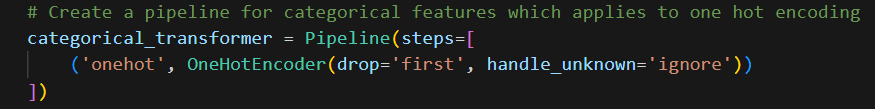 # Create a pipeline for categorical features which applies to one hot encoding
categorical_transformer = Pipeline(steps=[
    ('onehot', OneHotEncoder(drop='first', handle_unknown='ignore'))
])